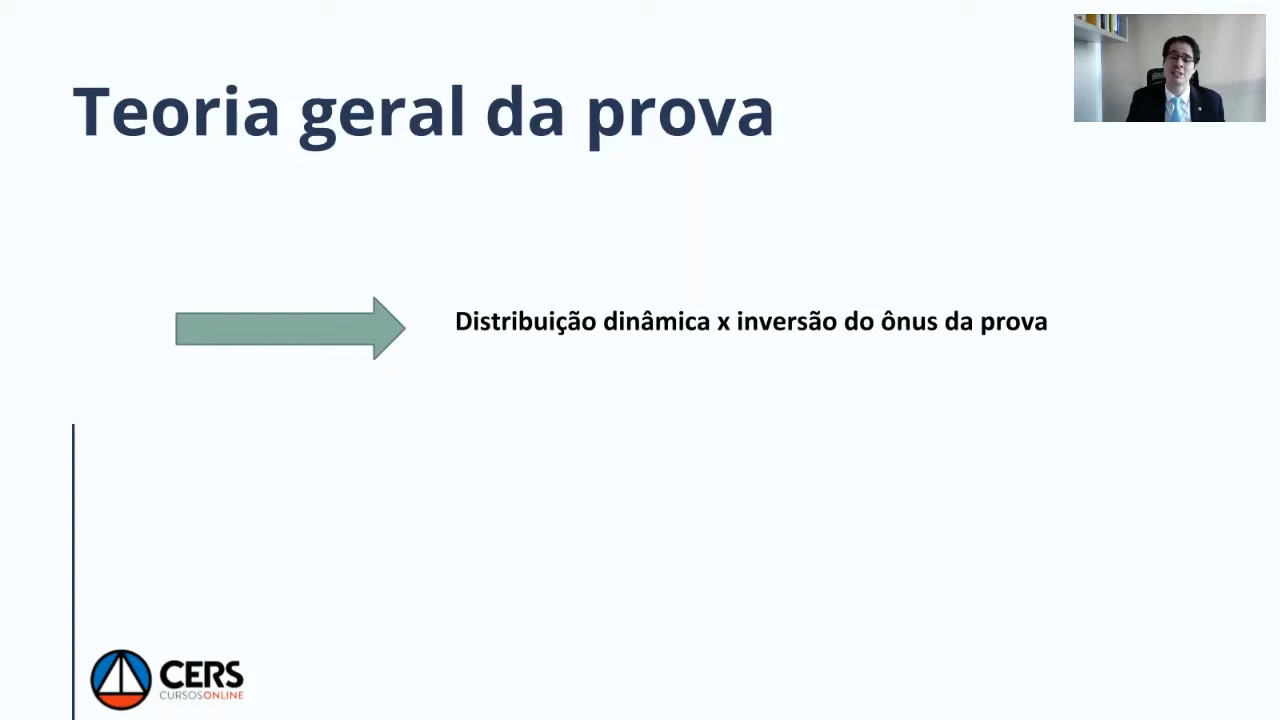 Teoria geral da prova
Distribuição dinâmica x inversão do ônus da prova
CERS
CURSOSONLINE